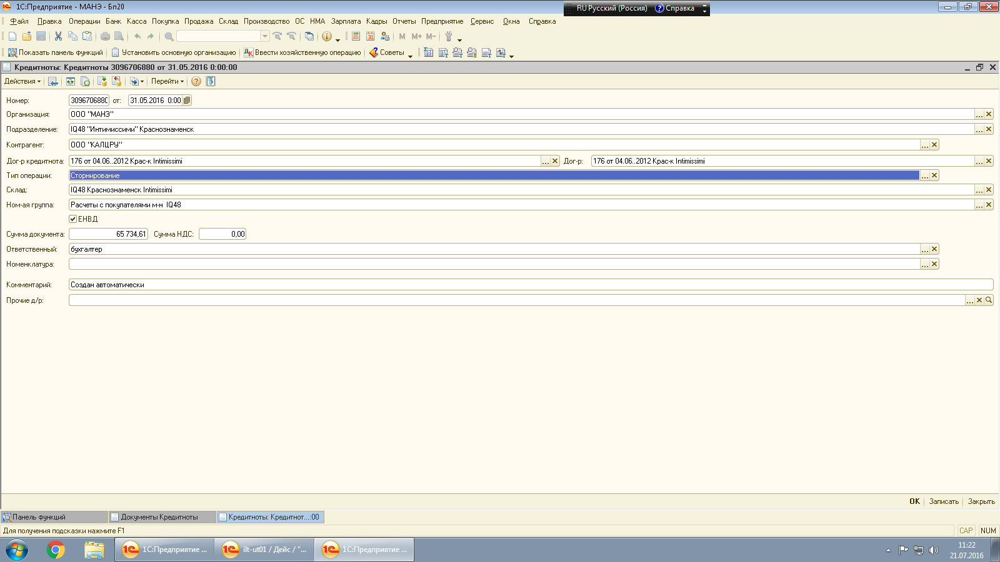 1С:Предприятие - МАНЭ - Бп20
RU Русский (Россия) Справка
Файл Правка Операции Банк Касса Покупка Продажа Склад Производство ОС НМА Зарплата Кадры Отчеты Предприятие Сервис Окна Справка
M M+ M-
Показать панель функций Установить основную организацию Ввести хозяйственную операцию Советы
Кредитноты: Кредитноты 3096706880 от 31.05.2016 0:00:00
Действия Перейти
Номер: 3096706880 от: 31.05.2016 0:00
Организация: ООО "МАНЭ"
Подразделение: IQ48 "Интимиссими" Краснознаменск
Контрагент: ООО "КАЛЦРУ"
Дог-р кредитнота: 176 от 04.06..2012 Крас-к Intimissimi Дог-р: 176 от 04.06..2012 Крас-к Intimissimi
Тип операции: Сторнирование
Склад: IQ48 Краснознаменск Intimissimi
Ном-ая группа: Расчеты с покупателями м-н IQ48
ЕНВД
Сумма документа: 65 734,61 Сумма НДС: 0,00
Ответственный: бухгалтер
Номенклатура:
Комментарий: Создан автоматически
Прочие д/р:
OK Записать Закрыть
Панель функций Документы Кредитноты Кредитноты: Кредитнот...:00
Для получения подсказки нажмите F1 CAP NUM
1С:Предприятие ... ilt-ut01 / Дейс / "... 1С:Предприятие ... 11:22
21.07.2016